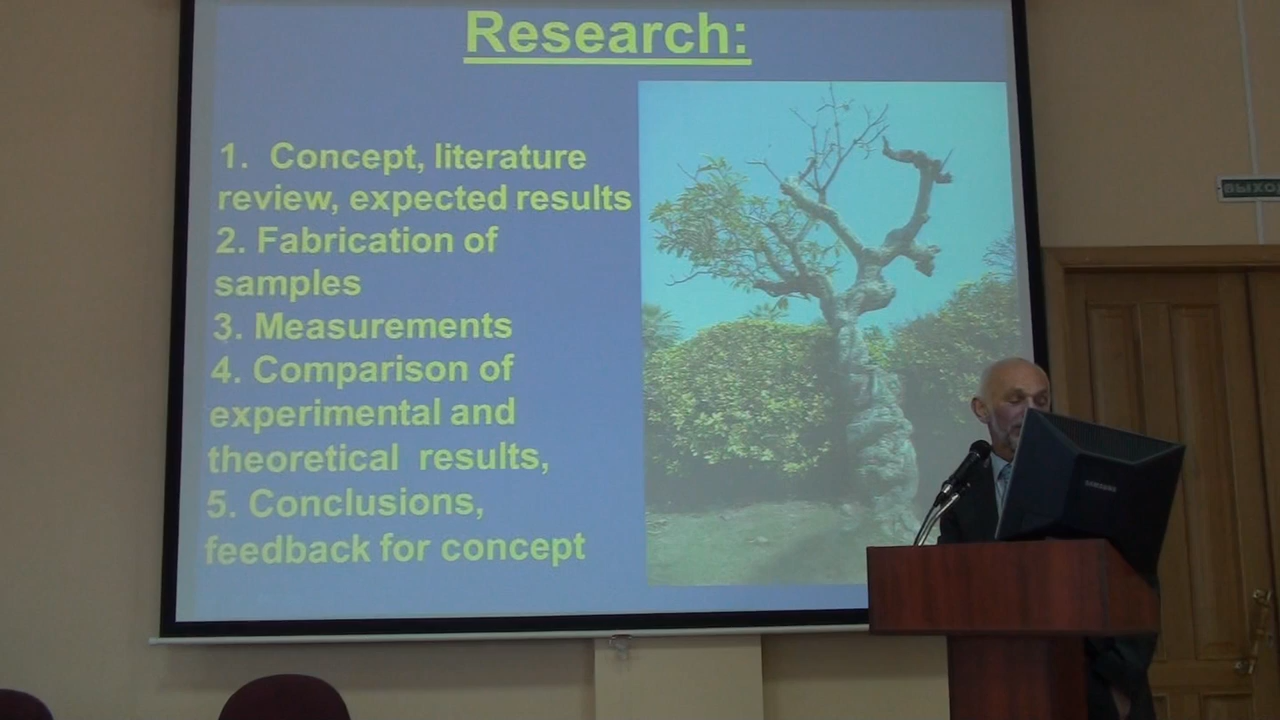 Research:
1. Concept, literature
review, expected results
2. Fabrication of
samples
3. Measurements
4. Comparison of
experimental and
theoretical results,
5. Conclusions,
feedback for concept
ВЫХО
SAMSUNG